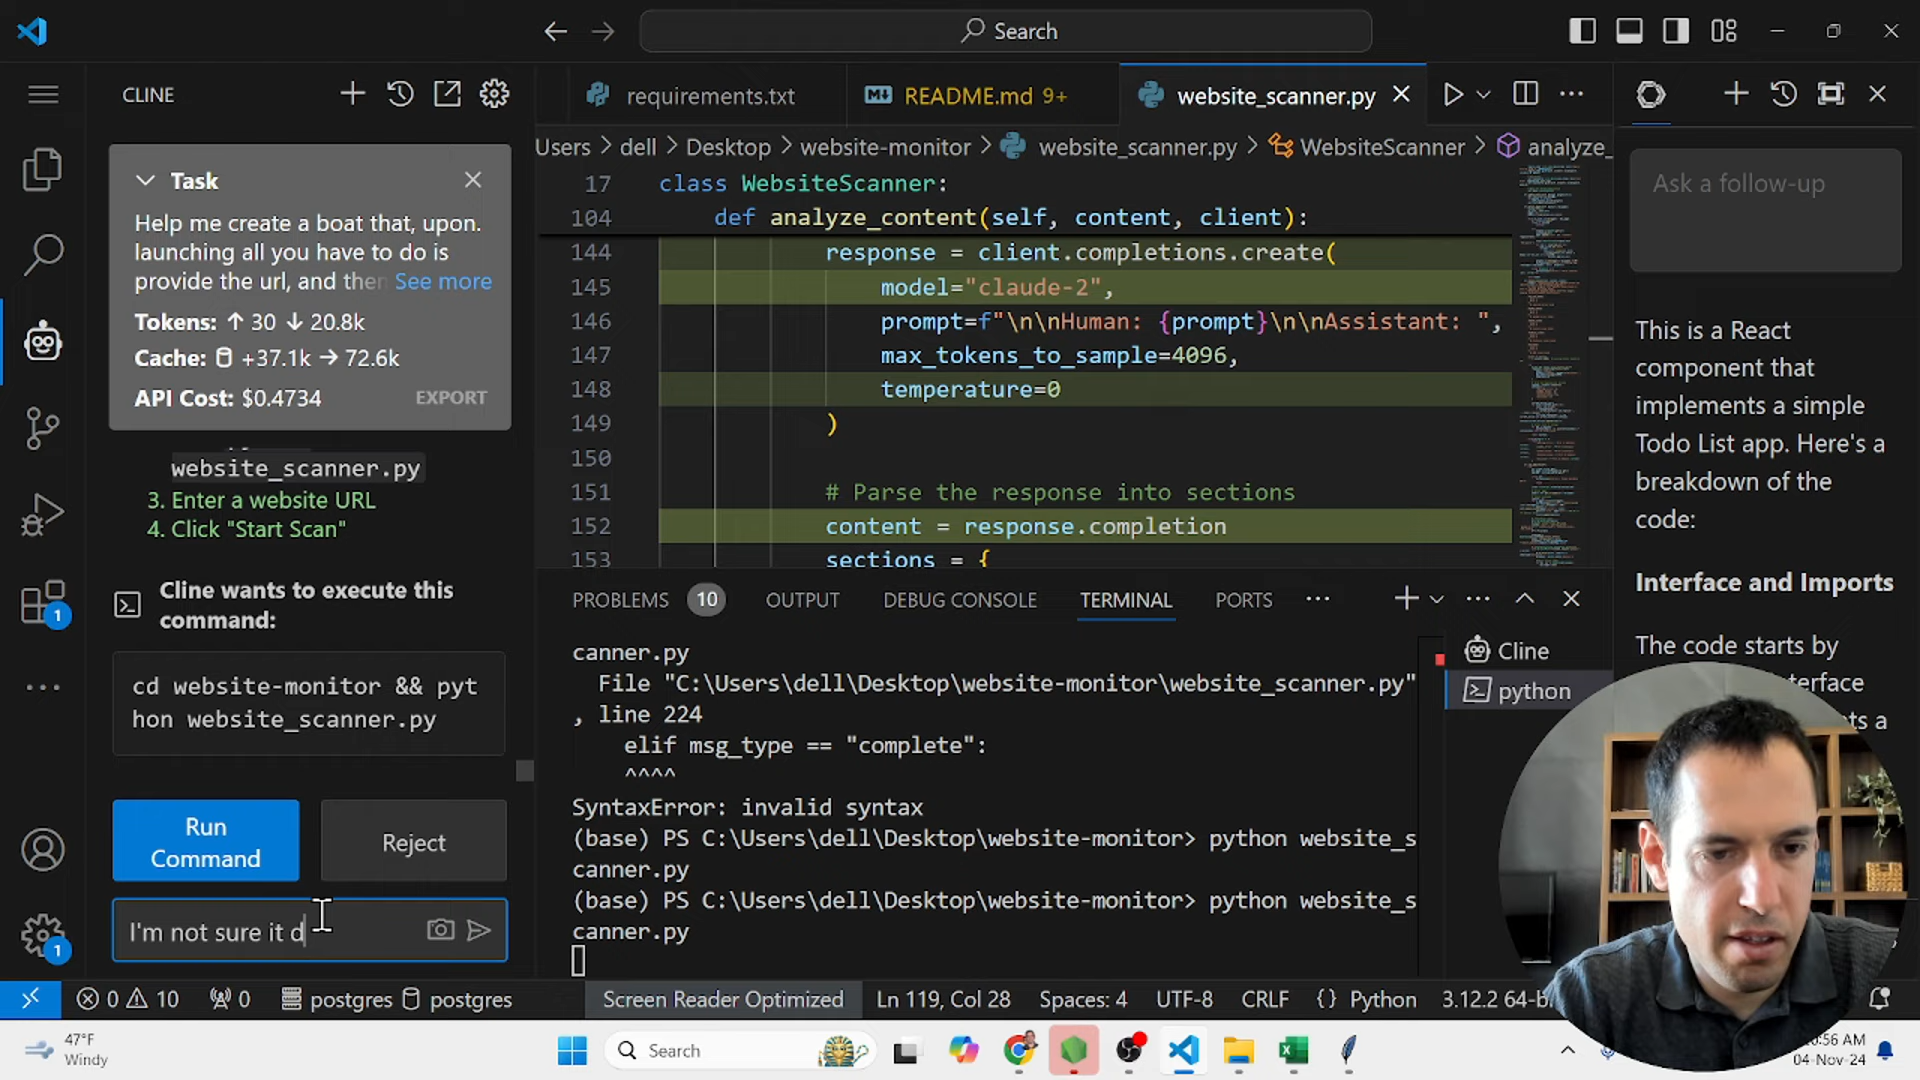 Search
CLINE
requirements.txt
README.md 9+
website_scanner.py
Users > dell > Desktop > website-monitor > website_scanner.py > WebsiteScanner > analyze_
Task
Help me create a boat that, upon.
launching all you have to do is
provide the url, and then See more
Tokens: ↑ 30 ↓ 20.8k
Cache: +37.1k → 72.6k
API Cost: $0.4734
EXPORT
website_scanner.py
3. Enter a website URL
4. Click "Start Scan"
Cline wants to execute this
command:
cd website-monitor && pyt
hon website_scanner.py
Run
Command
Reject
I'm not sure it d
17 class WebsiteScanner:
104 def analyze_content(self, content, client):
144 response = client.completions.create(
145 model="claude-2",
146 prompt=f"\n\nHuman: {prompt}\n\nAssistant: ",
147 max_tokens_to_sample=4096,
148 temperature=0
149 )
150
151 # Parse the response into sections
152 content = response.completion
153 sections = {
PROBLEMS 10 OUTPUT DEBUG CONSOLE TERMINAL PORTS
canner.py
File "C:\Users\dell\Desktop\website-monitor\website_scanner.py"
, line 224
elif msg_type == "complete":
^^^^
SyntaxError: invalid syntax
(base) PS C:\Users\dell\Desktop\website-monitor> python website_s
canner.py
(base) PS C:\Users\dell\Desktop\website-monitor> python website_s
canner.py
Cline
python
Ask a follow-up
This is a React
component that
implements a simple
Todo List app. Here's a
breakdown of the
code:
Interface and Imports
The code starts by
1
1
0 10 0 postgres postgres
Screen Reader Optimized Ln 119, Col 28 Spaces: 4 UTF-8 CRLF {} Python 3.12.2
47°F
Windy
Search
04-Nov-24